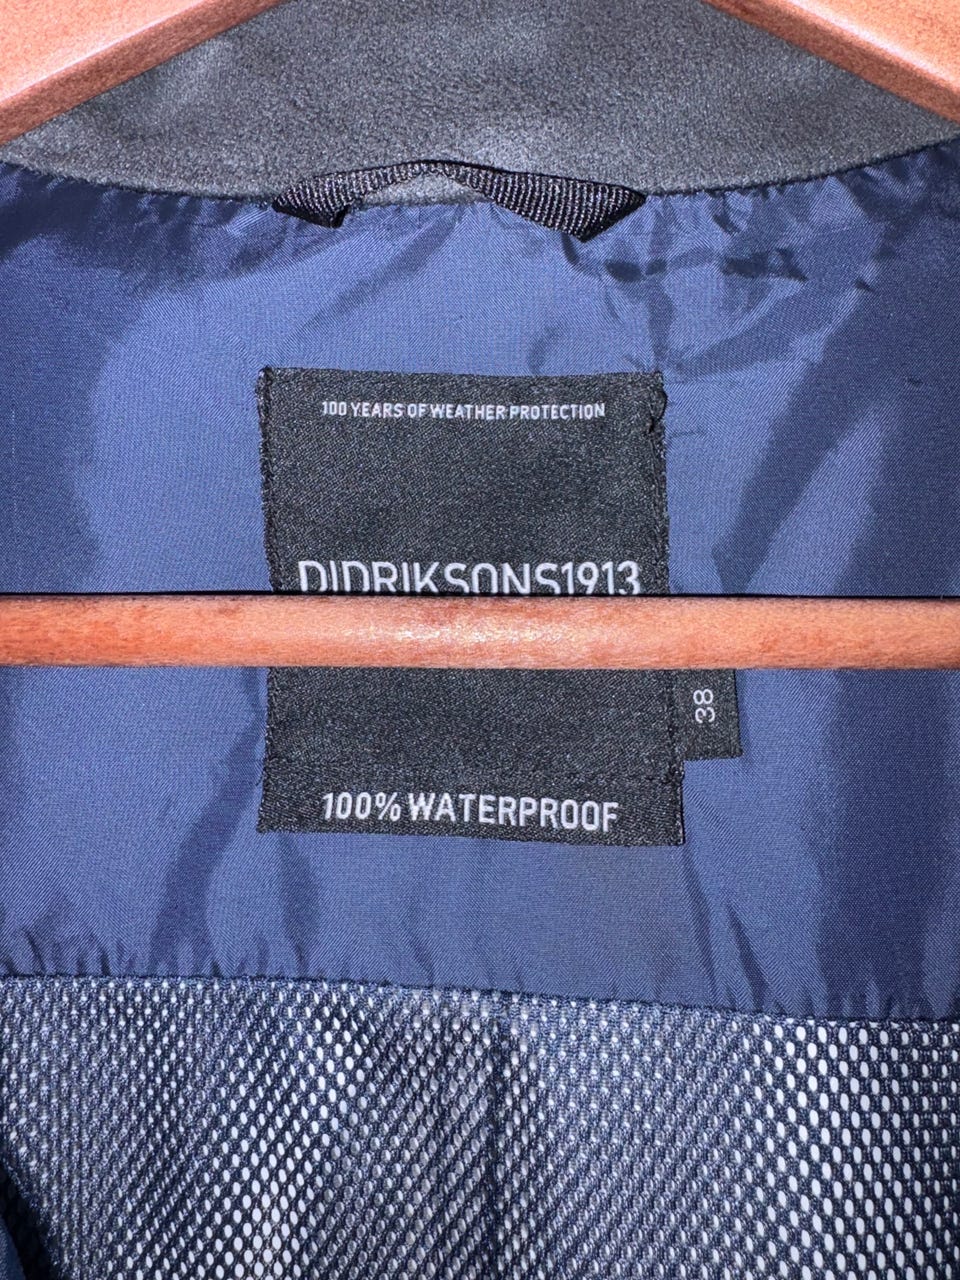 100 YEARS OF WEATHER PROTECTION
DIDRIKSONS1913
38
100% WATERPROOF